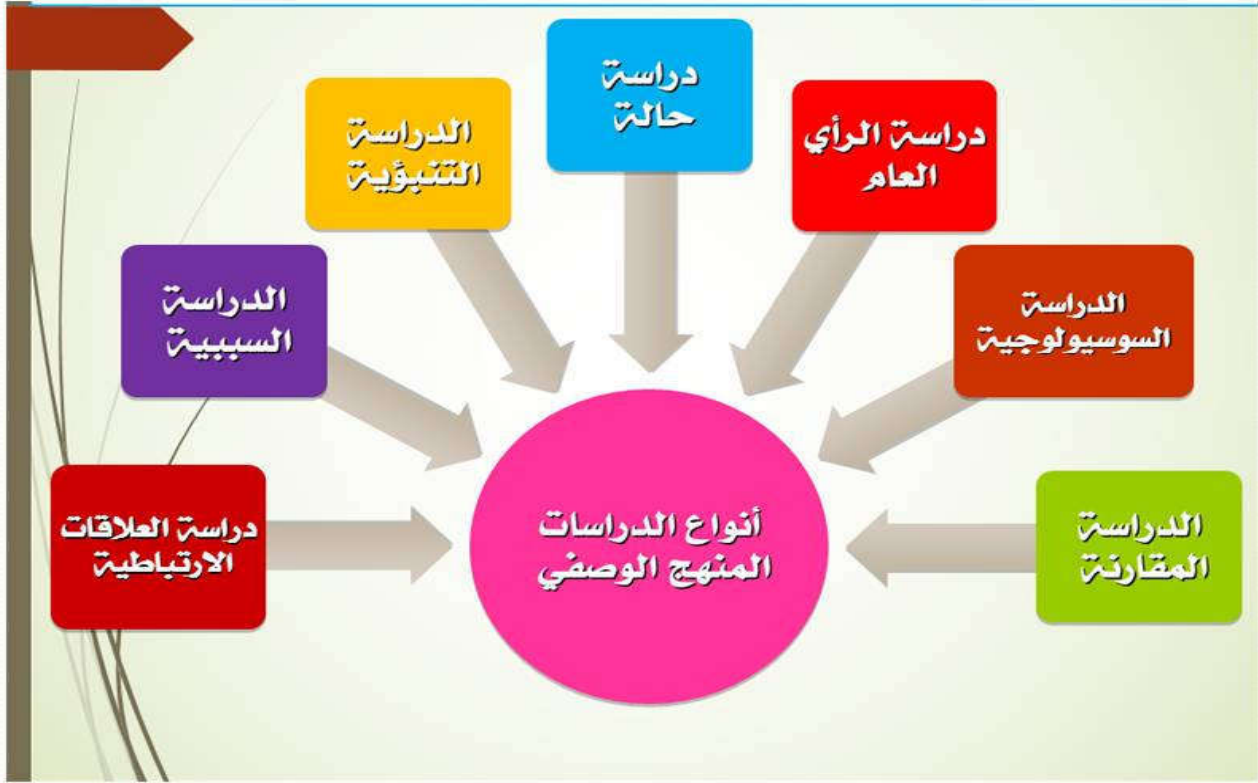 دراسة
حالة
دراسة الرأي
العام
الدراسة
التنبؤية
الدراسة
السوسيولوجية
الدراسة
السببية
الدراسة
المقارنة
دراسة العلاقات
الارتباطية
أنواع الدراسات
المنهج الوصفي